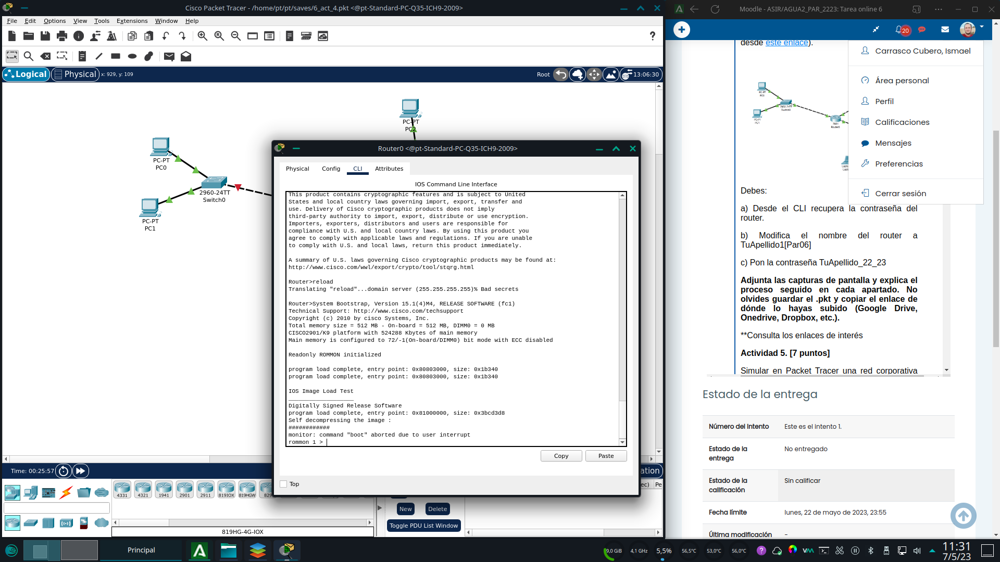 Cisco Packet Tracer - /home/pt/pt/saves/6_act_4.pkt <@pt-Standard-PC-Q35-ICH9-2009>
File Edit Options View Tools Extensions Window Help
Logical Physical x: 929, y: 109
Root 13:06:30
PC-PT
PC2
PC-PT
PC0
2960-24TT
Switch0
PC-PT
PC1
Router0 <@pt-Standard-PC-Q35-ICH9-2009>
Physical Config CLI Attributes
IOS Command Line Interface
This product contains cryptographic features and is subject to United
States and local country laws governing import, export, transfer and
use. Delivery of Cisco cryptographic products does not imply
third-party authority to import, export, distribute or use encryption.
Importers, exporters, distributors and users are responsible for
compliance with U.S. and local country laws. By using this product you
agree to comply with applicable laws and regulations. If you are unable
to comply with U.S. and local laws, return this product immediately.
A summary of U.S. laws governing Cisco cryptographic products may be found at:
http://www.cisco.com/wwl/export/crypto/tool/stqrg.html
Router>reload
Translating "reload"...domain server (255.255.255.255)% Bad secrets
Router>System Bootstrap, Version 15.1(4)M4, RELEASE SOFTWARE (fc1)
Technical Support: http://www.cisco.com/techsupport
Copyright (c) 2010 by cisco Systems, Inc.
Total memory size = 512 MB - On-board = 512 MB, DIMM0 = 0 MB
CISCO2901/K9 platform with 524288 Kbytes of main memory
Main memory is configured to 72/-1(On-board/DIMM0) bit mode with ECC disabled
Readonly ROMMON initialized
program load complete, entry point: 0x80803000, size: 0x1b340
program load complete, entry point: 0x80803000, size: 0x1b340
IOS Image Load Test
___________________
Digitally Signed Release Software
program load complete, entry point: 0x81000000, size: 0x3bcd3d8
Self decompressing the image :
############
monitor: command "boot" aborted due to user interrupt
rommon 1 >
Copy Paste
Top
Time: 00:25:57
ation
ec) Pe
4331 4321 1941 2901 2911 819IOX 819HGW 829
New Delete
Toggle PDU List Window
819HG-4G-IOX
Moodle - ASIR/AGUA2_PAR_2223: Tarea online 6
20
desde este enlace).
Carrasco Cubero, Ismael
Área personal
Perfil
Calificaciones
Mensajes
Preferencias
Cerrar sesión
Debes:
a) Desde el CLI recupera la contraseña del
router.
b) Modifica el nombre del router a
TuApellido1[Par06]
c) Pon la contraseña TuApellido_22_23
Adjunta las capturas de pantalla y explica el
proceso seguido en cada apartado. No
olvides guardar el .pkt y copiar el enlace de
dónde lo hayas subido (Google Drive,
Onedrive, Dropbox, etc.).
**Consulta los enlaces de interés
Actividad 5. [7 puntos]
Simular en Packet Tracer una red corporativa
Estado de la entrega
Número del intento Este es el intento 1.
Estado de la
entrega
No entregado
Estado de la
calificación
Sin calificar
Fecha límite lunes, 22 de mayo de 2023, 23:55
Última modificación -
Principal
9,0 GiB 4,1 GHz 5,5% 56,5°C 53,0°C 56,0°C
11:31
7/5/23